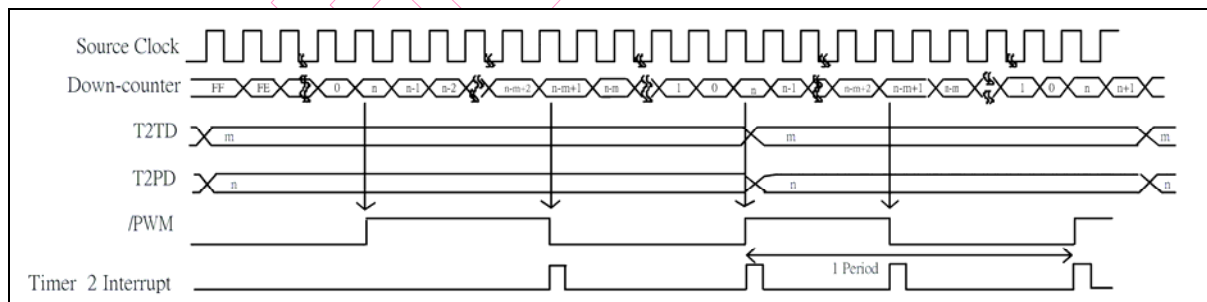 Source Clock
Down-counter FF FE 0 n n-1 n-2 n-m+2 n-m+1 n-m 1 0 n n-1 n-m+2 n-m+1 n-m 1 0 n n+1
T2TD m m m
T2PD n n n
/PWM
1 Period
Timer 2 Interrupt